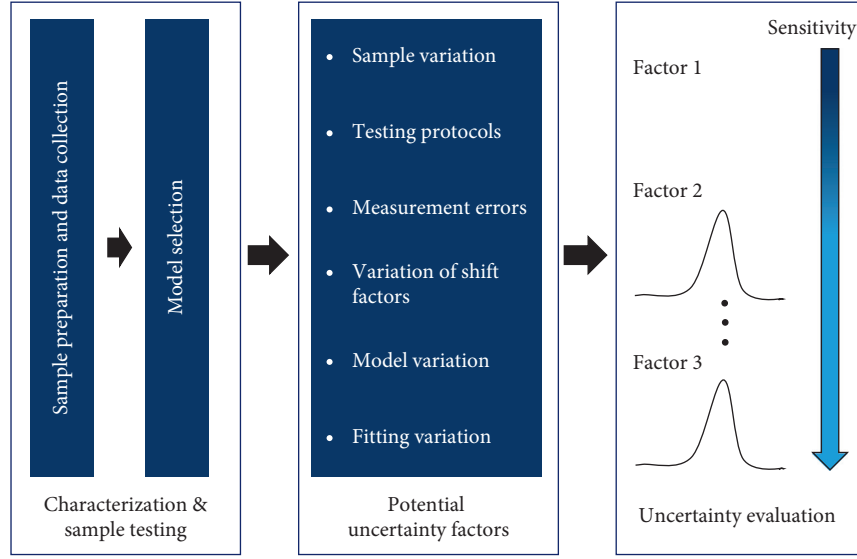 Sample preparation and data collection
Model selection
Characterization &
sample testing
• Sample variation
• Testing protocols
• Measurement errors
• Variation of shift
factors
• Model variation
• Fitting variation
Potential
uncertainty factors
Sensitivity
Factor 1
Factor 2
Factor 3
Uncertainty evaluation